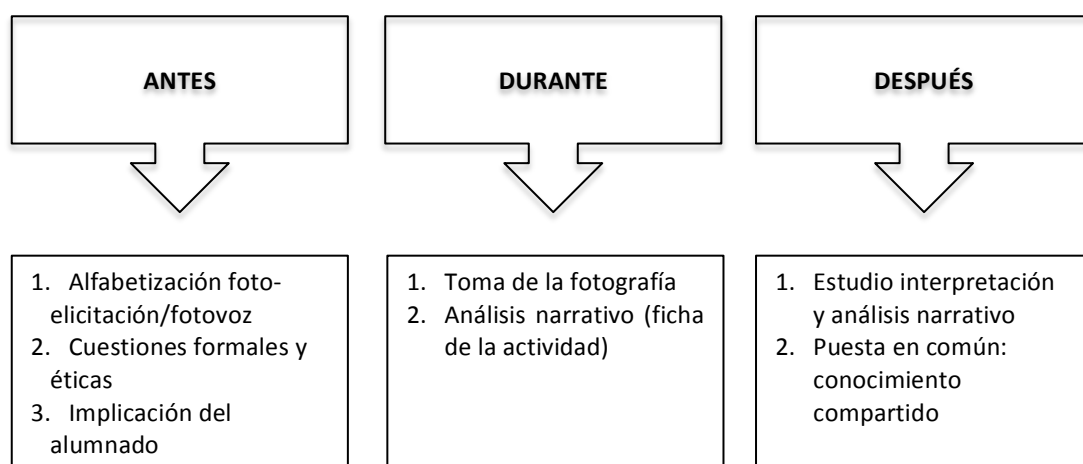 ANTES
DURANTE
DESPUÉS
1. Alfabetización foto-
elicitación/fotovoz
2. Cuestiones formales y
éticas
3. Implicación del
alumnado
1. Toma de la fotografía
2. Análisis narrativo (ficha
de la actividad)
1. Estudio interpretación
y análisis narrativo
2. Puesta en común:
conocimiento
compartido